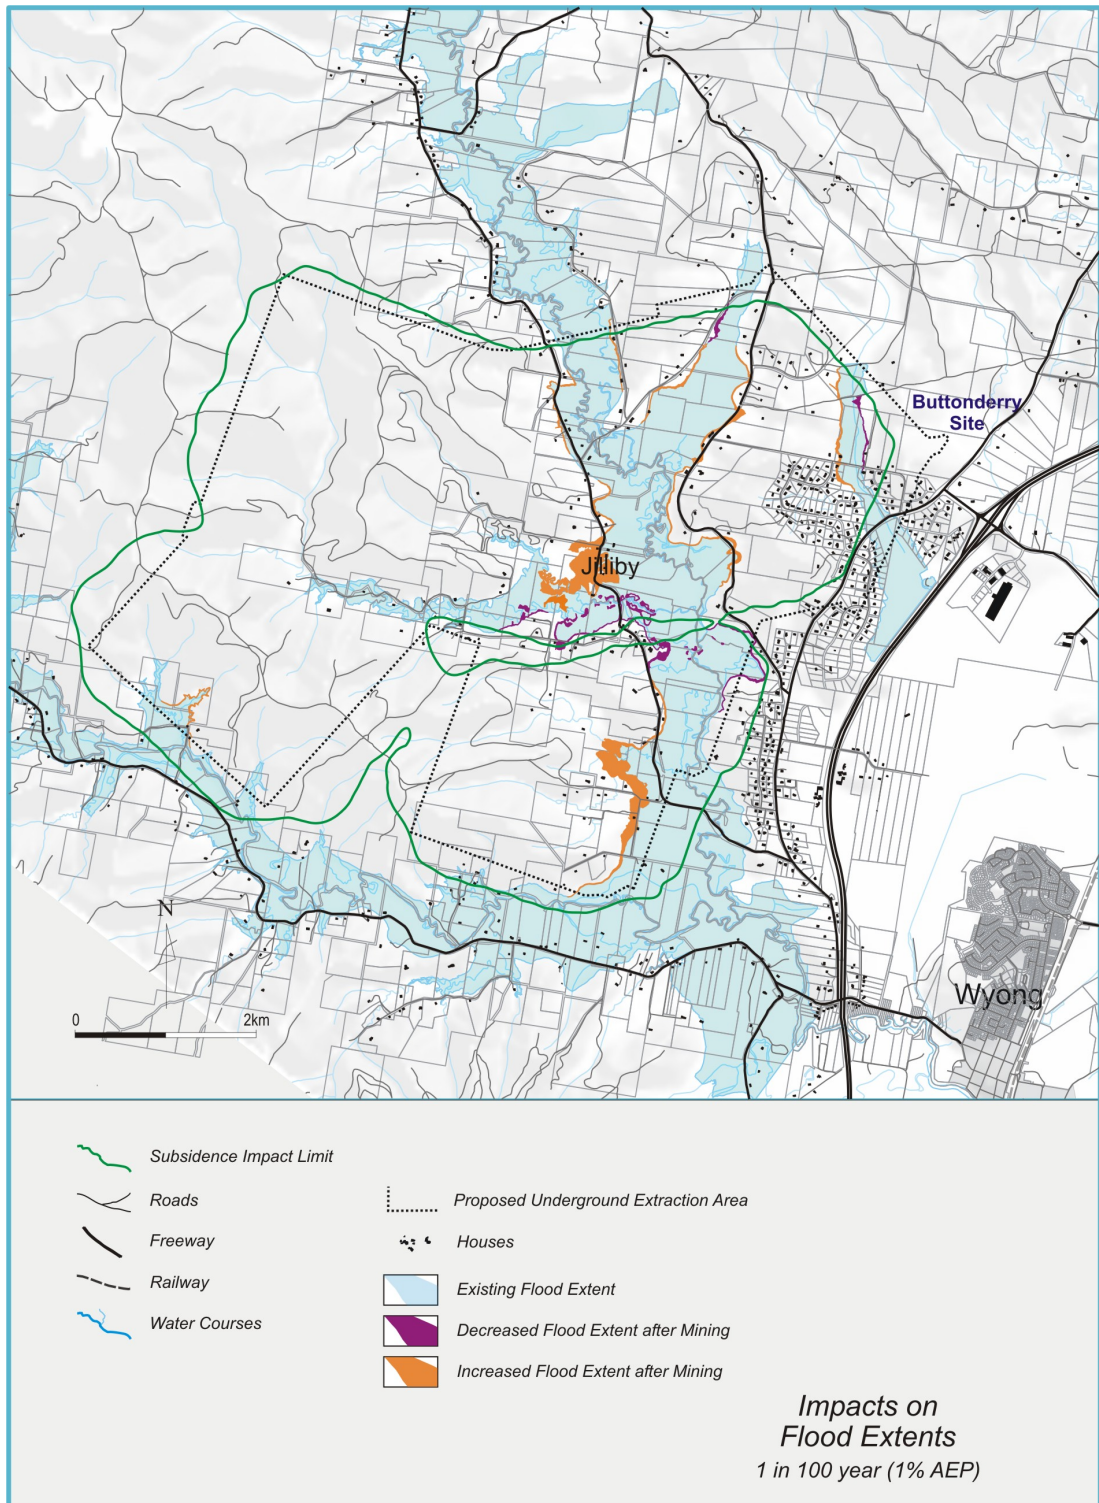 Buttonderry
Site
Jilliby
N
0
2km
Wyong
Subsidence Impact Limit
Roads
Freeway
Railway
Water Courses
Proposed Underground Extraction Area
Houses
Existing Flood Extent
Decreased Flood Extent after Mining
Increased Flood Extent after Mining
Impacts on
Flood Extents
1 in 100 year (1% AEP)